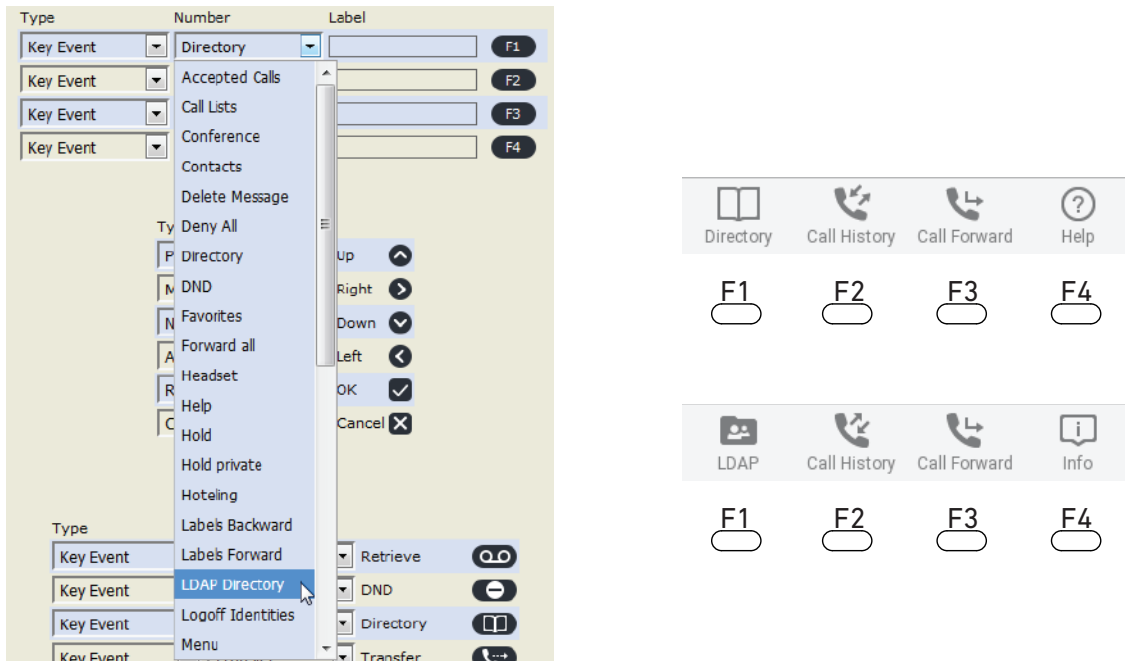 Type Number Label
Key Event Directory F1
Key Event F2
Key Event F3
Key Event F4
Accepted Calls
Call Lists
Conference
Contacts
Delete Message
Deny All
Directory
DND
Favorites
Forward all
Headset
Help
Hold
Hold private
Hoteling
Labels Backward
Labels Forward
LDAP Directory
Logoff Identities
Menu
Ty
P Up
M Right
N Down
A Left
R OK
C Cancel
Type
Key Event Retrieve
Key Event DND
Key Event Directory
Key Event Transfer
Directory Call History Call Forward Help
F1 F2 F3 F4
LDAP Call History Call Forward Info
F1 F2 F3 F4